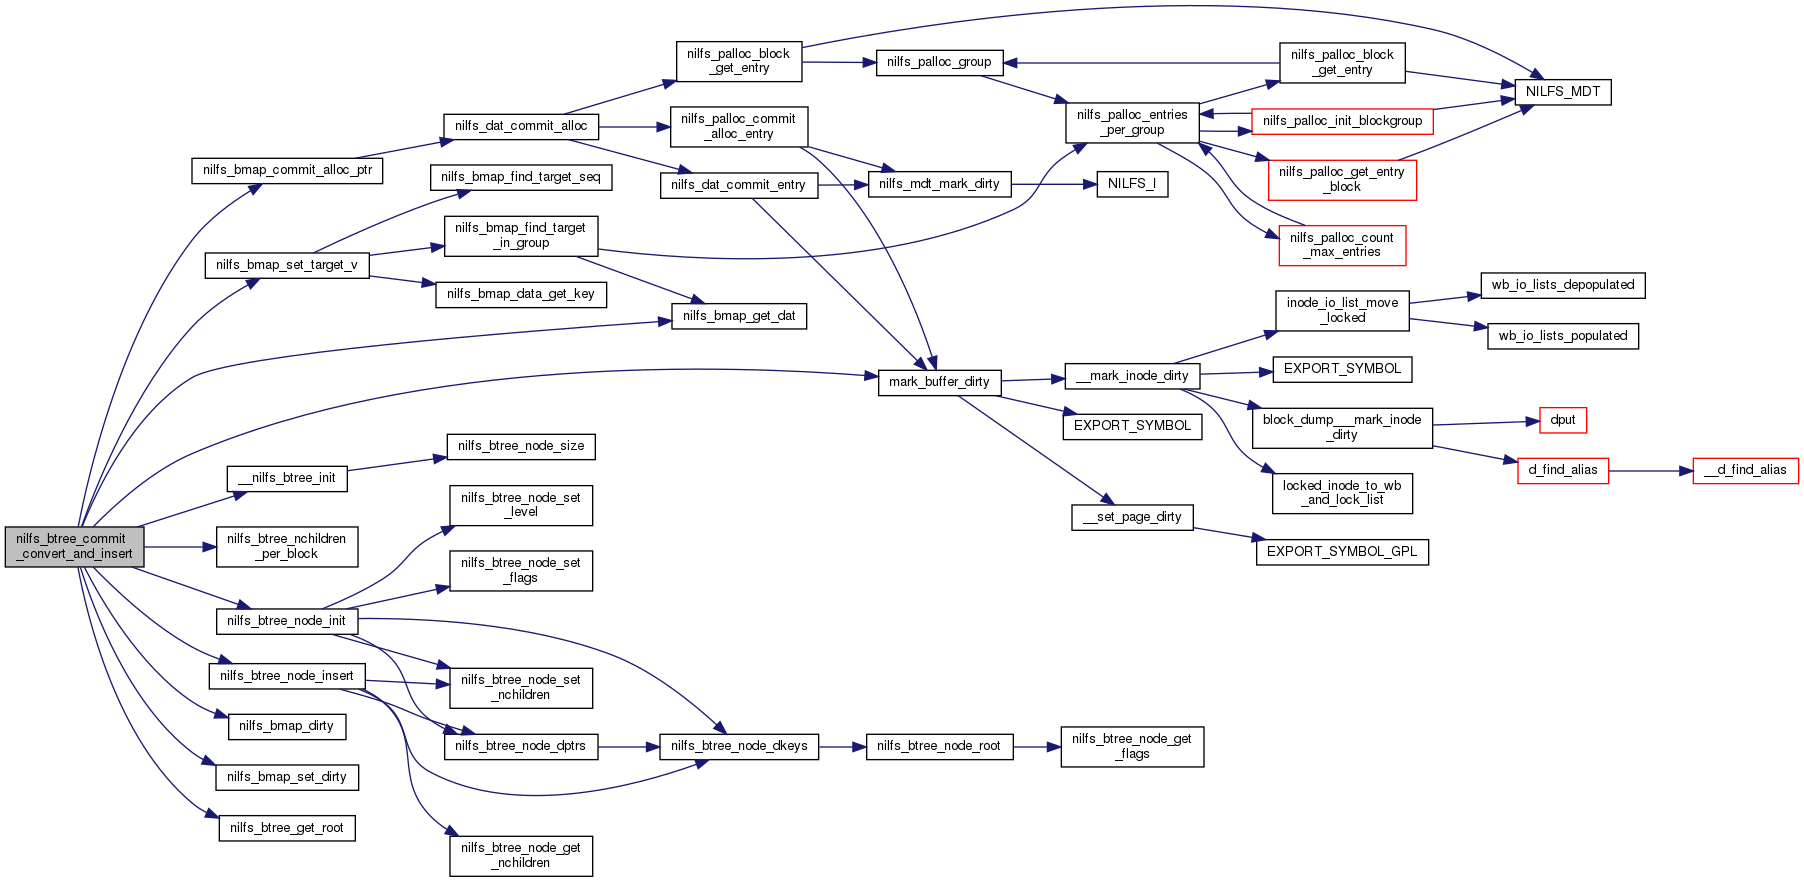 nilfs_btree_commit
_convert_and_insert
nilfs_bmap_commit_alloc_ptr
nilfs_bmap_set_target_v
__nilfs_btree_init
nilfs_btree_nchildren
_per_block
nilfs_btree_node_init
nilfs_btree_node_insert
nilfs_bmap_dirty
nilfs_bmap_set_dirty
nilfs_btree_get_root
nilfs_dat_commit_alloc
nilfs_bmap_find_target_seq
nilfs_bmap_find_target
_in_group
nilfs_bmap_data_get_key
nilfs_btree_node_size
nilfs_btree_node_set
_level
nilfs_btree_node_set
_flags
nilfs_btree_node_set
_nchildren
nilfs_btree_node_dptrs
nilfs_btree_node_get
_nchildren
nilfs_palloc_block
_get_entry
nilfs_palloc_commit
_alloc_entry
nilfs_dat_commit_entry
nilfs_bmap_get_dat
nilfs_btree_node_dkeys
nilfs_palloc_group
nilfs_mdt_mark_dirty
mark_buffer_dirty
nilfs_btree_node_root
nilfs_palloc_entries
_per_group
NILFS_I
__mark_inode_dirty
EXPORT_SYMBOL
__set_page_dirty
nilfs_btree_node_get
_flags
nilfs_palloc_block
_get_entry
nilfs_palloc_init_blockgroup
nilfs_palloc_get_entry
_block
nilfs_palloc_count
_max_entries
inode_io_list_move
_locked
EXPORT_SYMBOL
block_dump___mark_inode
_dirty
locked_inode_to_wb
_and_lock_list
EXPORT_SYMBOL_GPL
NILFS_MDT
wb_io_lists_depopulated
wb_io_lists_populated
dput
d_find_alias
__d_find_alias